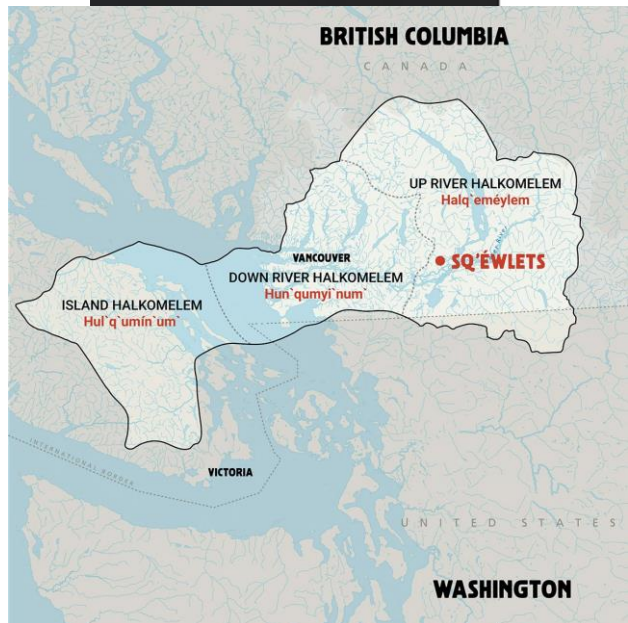 BRITISH COLUMBIA
CANADA
UP RIVER HALKOMELEM
Halq`eméylem
VANCOUVER
SQ'ÉWLETS
DOWN RIVER HALKOMELEM
Hun`qumyi`num`
ISLAND HALKOMELEM
Hul`q`umín`um`
INTERNATIONAL BORDER
VICTORIA
UNITED STATES
WASHINGTON